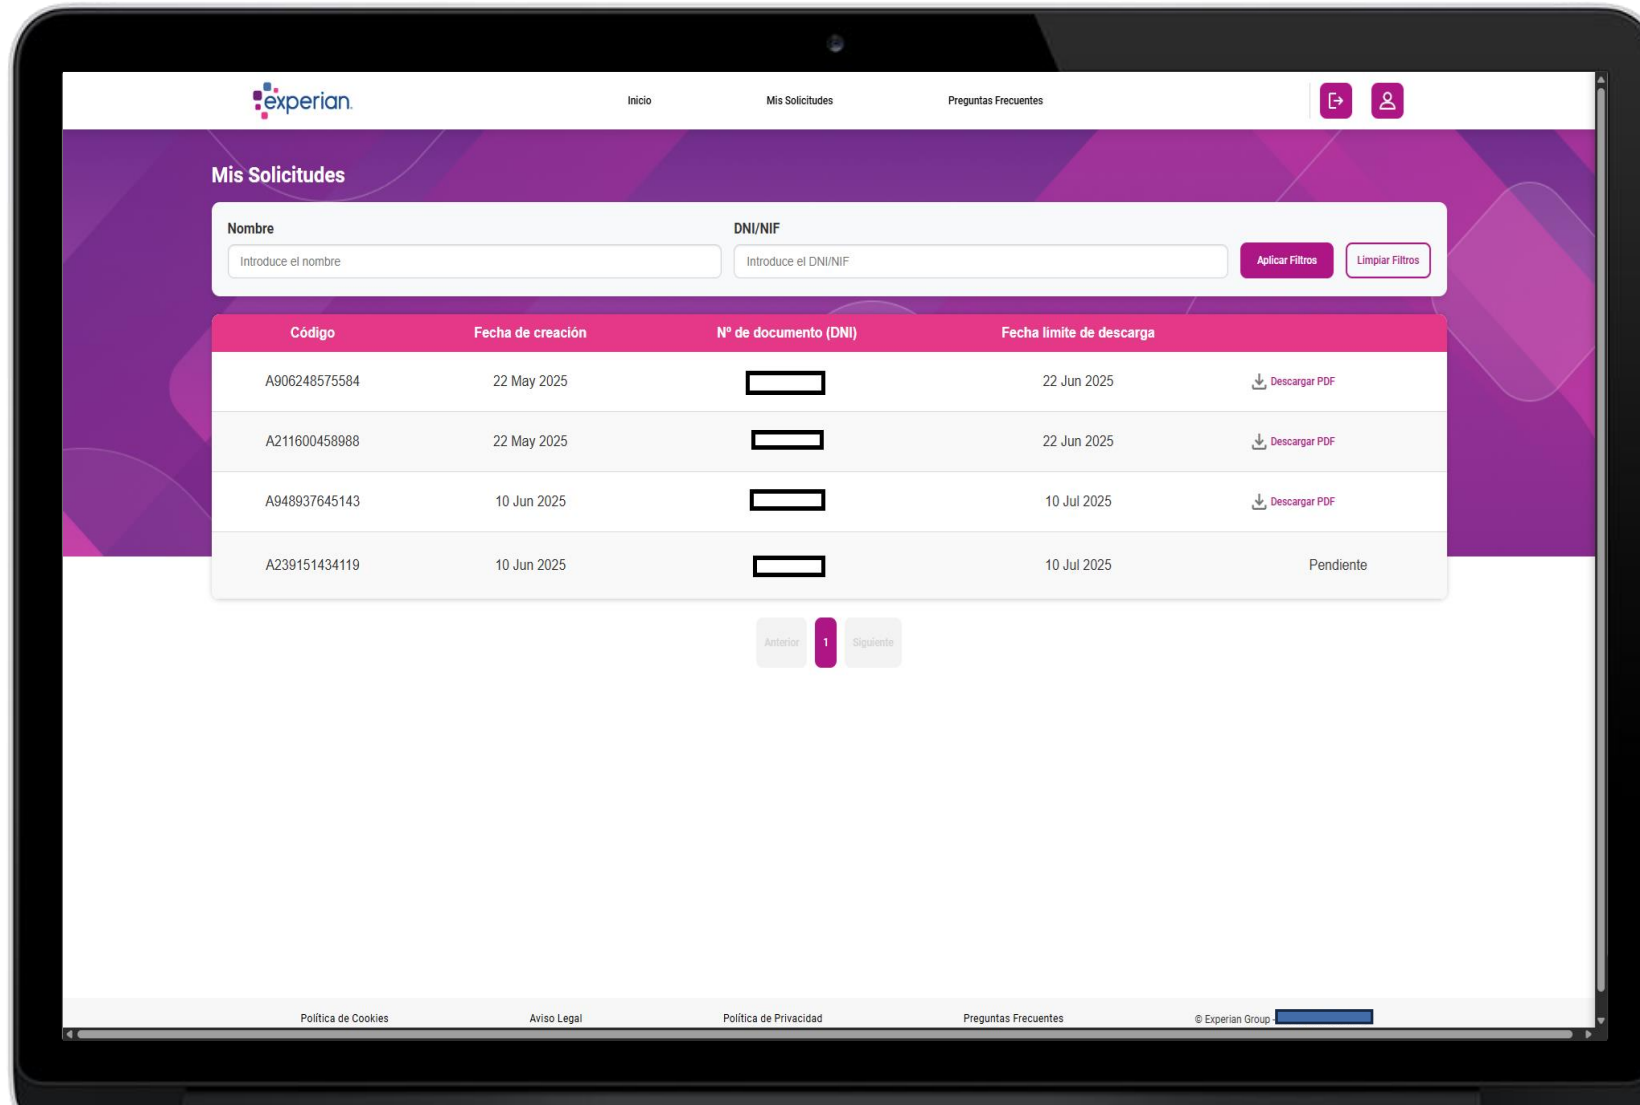 experian.
Inicio Mis Solicitudes Preguntas Frecuentes
Mis Solicitudes
Nombre DNI/NIF
Introduce el nombre Introduce el DNI/NIF Aplicar Filtros Limpiar Filtros
Código Fecha de creación Nº de documento (DNI) Fecha límite de descarga
A906248575584 22 May 2025 22 Jun 2025 Descargar PDF
A211600458988 22 May 2025 22 Jun 2025 Descargar PDF
A948937645143 10 Jun 2025 10 Jul 2025 Descargar PDF
A239151434119 10 Jun 2025 10 Jul 2025 Pendiente
Anterior 1 Siguiente
Política de Cookies Aviso Legal Política de Privacidad Preguntas Frecuentes © Experian Group -